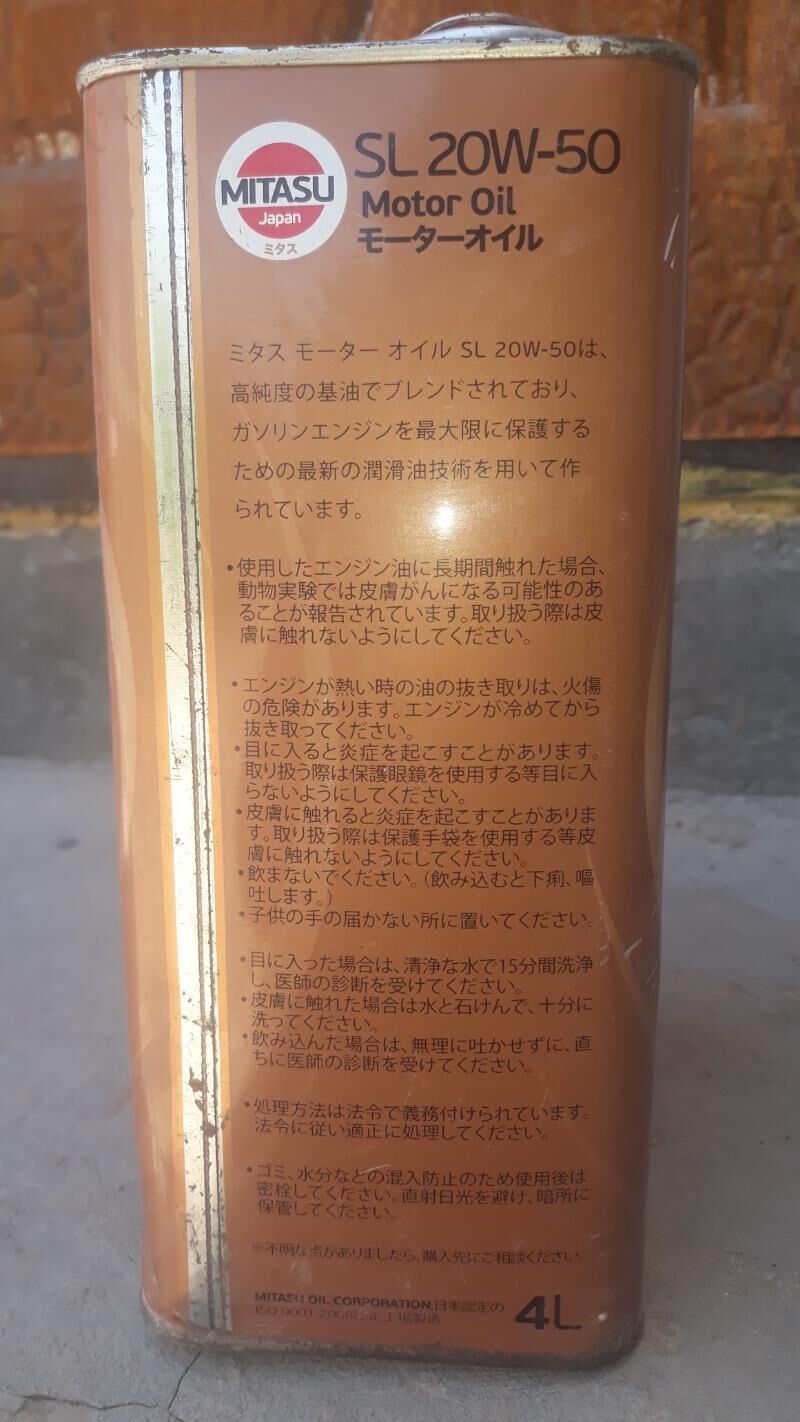 MITASU
Japan
ミタス
SL 20W-50
Motor Oil
モーターオイル
ミタス モーター オイル SL 20W-50は、
高純度の基油でブレンドされており、
ガソリンエンジンを最大限に保護する
ための最新の潤滑油技術を用いて作
られています。
•使用したエンジン油に長期間触れた場合、
動物実験では皮膚がんになる可能性のあ
ることが報告されています。取り扱う際は皮
膚に触れないようにしてください。
•エンジンが熱い時の油の抜き取りは、火傷
の危険があります。エンジンが冷めてから
抜き取ってください。
•目に入ると炎症を起こすことがあります。
取り扱う際は保護眼鏡を使用する等目に入
らないようにしてください。
•皮膚に触れると炎症を起こすことがありま
す。取り扱う際は保護手袋を使用する等皮
膚に触れないようにしてください。
•飲まないでください。(飲み込むと下痢、嘔
吐します。)
•子供の手の届かない所に置いてください。
•目に入った場合は、清浄な水で15分間洗浄
し、医師の診断を受けてください。
•皮膚に触れた場合は水と石けんで、十分に
洗ってください。
•飲み込んだ場合は、無理に吐かせずに、直
ちに医師の診断を受けてください。
•処理方法は法令で義務付けられています。
法令に従い適正に処理してください。
•ゴミ、水分などの混入防止のため使用後は
密栓してください。直射日光を避け、暗所に
保管してください。
※不明な点がありましたら、購入先にご相談ください。
MITASU OIL CORPORATION,日本認定の
ISO 9001-2008認定工場製造
4L